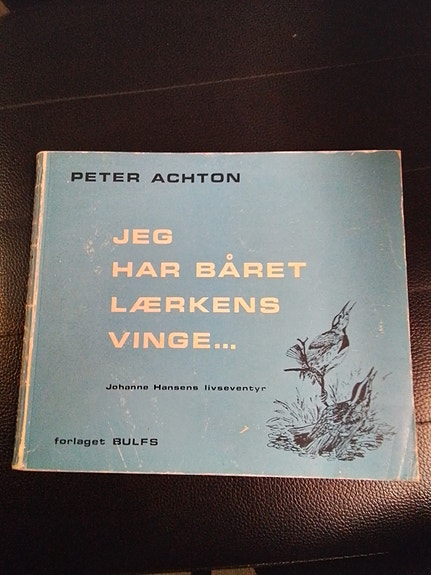 PETER ACHTON
JEG
HAR BÅRET
LÆRKENS
VINGE...
Johanne Hansens livseventyr
forlaget BULFS